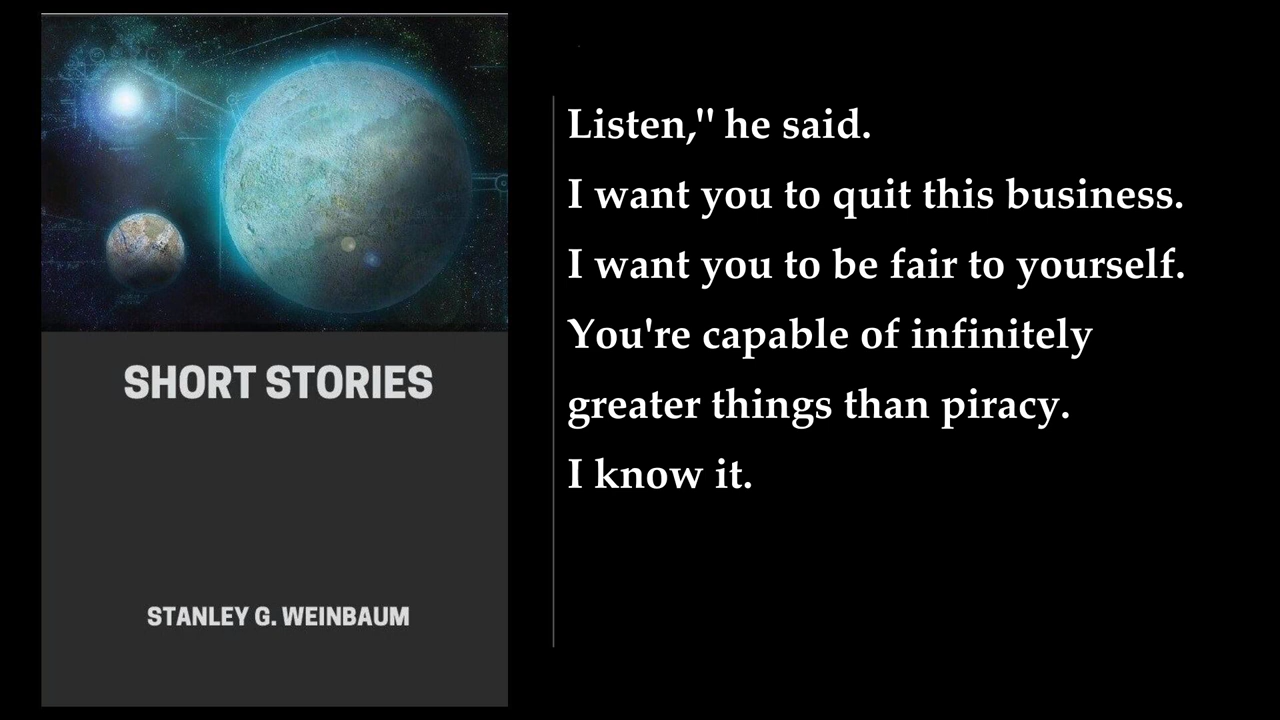 SHORT STORIES
STANLEY G. WEINBAUM
Listen,'' he said.
I want you to quit this business.
I want you to be fair to yourself.
You're capable of infinitely
greater things than piracy.
I know it.